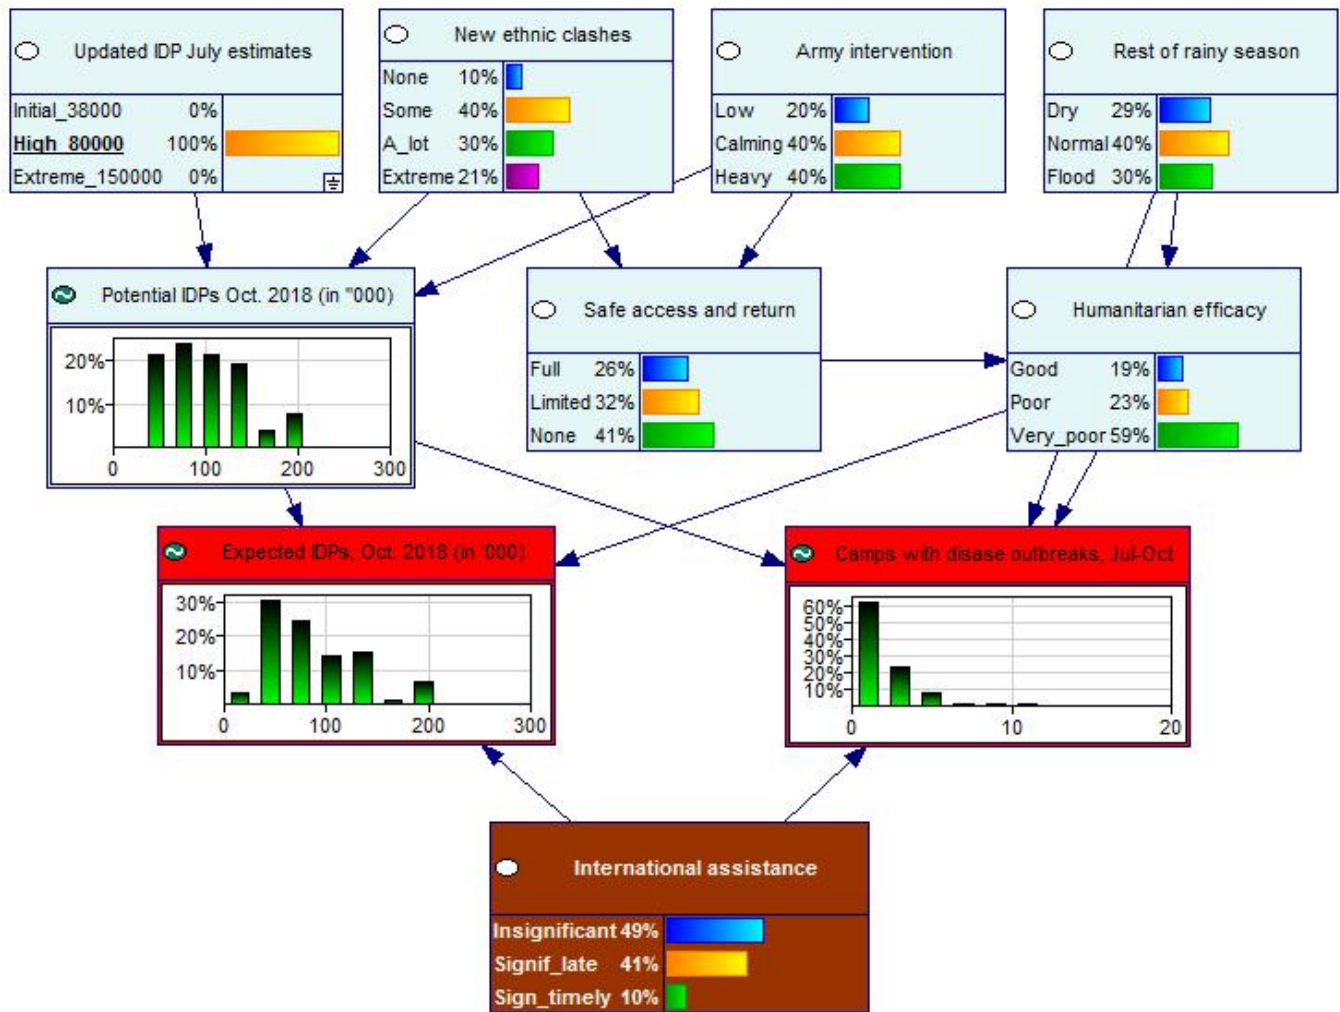 Updated IDP July estimates
Initial_38000 0%
High_80000 100%
Extreme_150000 0%
New ethnic clashes
None 10%
Some 40%
A_lot 30%
Extreme 21%
Army intervention
Low 20%
Calming 40%
Heavy 40%
Rest of rainy season
Dry 29%
Normal 40%
Flood 30%
Potential IDPs Oct. 2018 (in "000)
20%
10%
0 100 200 300
Safe access and return
Full 26%
Limited 32%
None 41%
Humanitarian efficacy
Good 19%
Poor 23%
Very_poor 59%
Expected IDPs, Oct. 2018 (in '000)
30%
20%
10%
0 100 200 300
Camps with disase outbreaks, Jul-Oct
60%
50%
40%
30%
20%
10%
0 10 20
International assistance
Insignificant 49%
Signif_late 41%
Sign_timely 10%